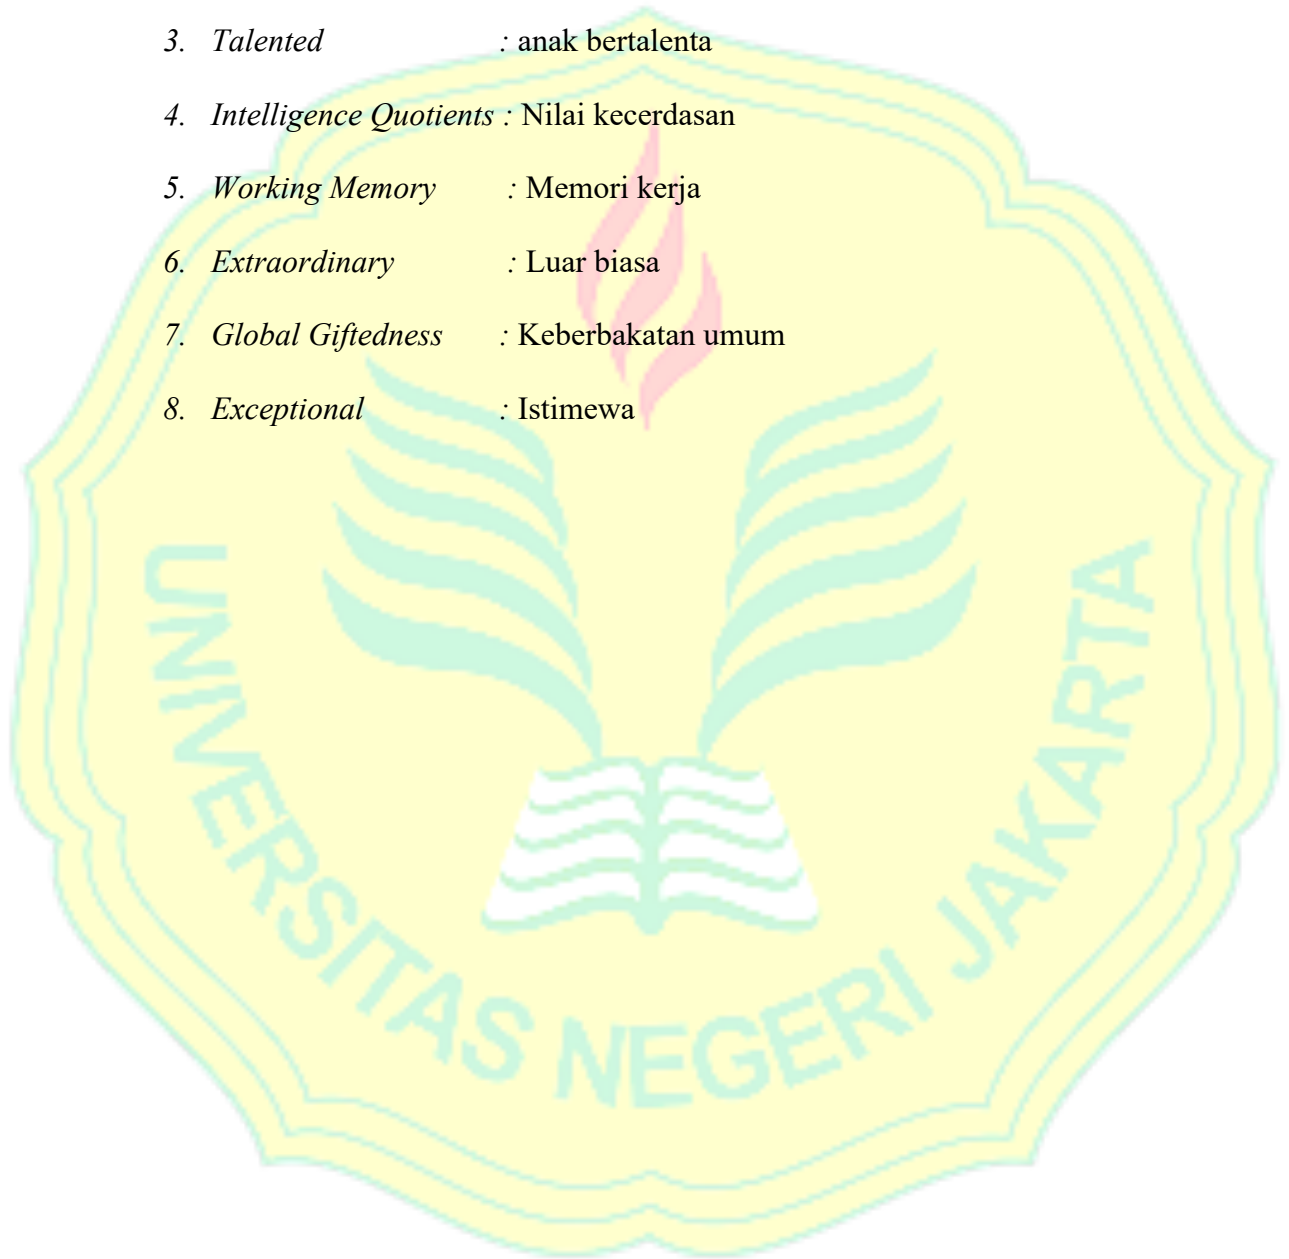 3. Talented : anak bertalenta
4. Intelligence Quotients : Nilai kecerdasan
5. Working Memory : Memori kerja
6. Extraordinary : Luar biasa
7. Global Giftedness : Keberbakatan umum
8. Exceptional : Istimewa
UNIVERSITAS NEGERI JAKARTA